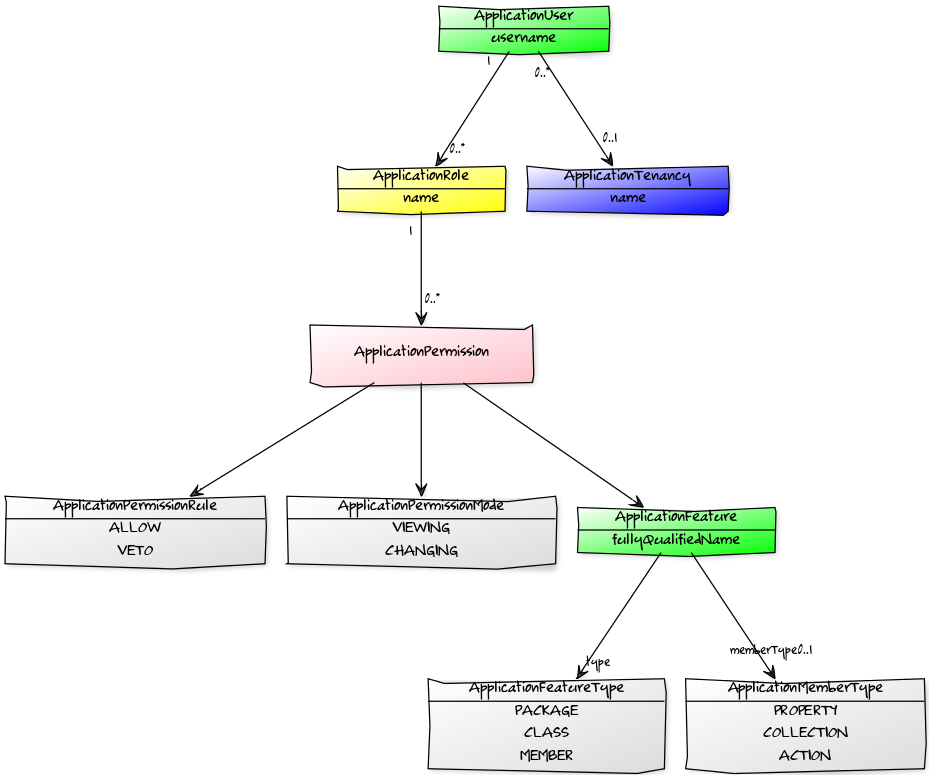 ApplicationUser
username
1
0..*
0..*
0..1
ApplicationRole
name
ApplicationTenancy
name
1
0..*
ApplicationPermission
ApplicationPermissionRule
ALLOW
VETO
ApplicationPermissionMode
VIEWING
CHANGING
ApplicationFeature
fullyQualifiedName
type
memberType0..1
ApplicationFeatureType
PACKAGE
CLASS
MEMBER
ApplicationMemberType
PROPERTY
COLLECTION
ACTION